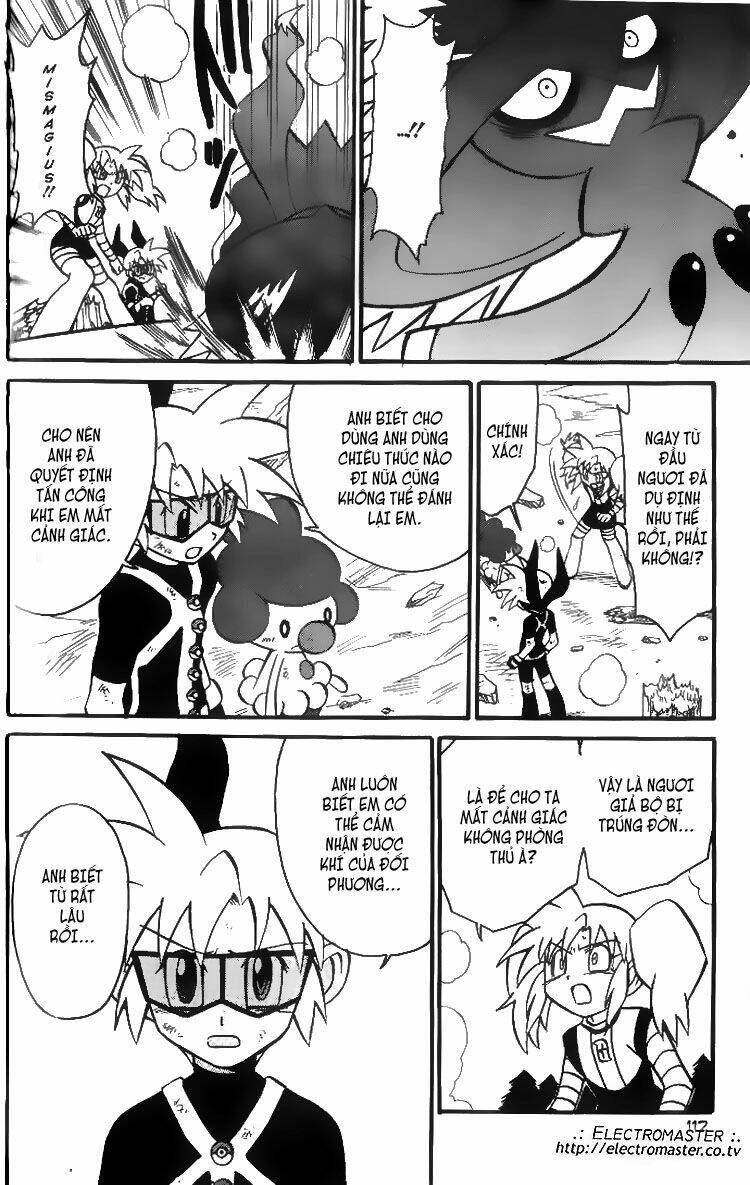 ...!!
MISMAGIUS!!
NGAY TỪ
ĐẦU
NGƯƠI ĐÃ
DỰ ĐỊNH
NHƯ THẾ
RỒI, PHẢI
KHÔNG!?
CHÍNH
XÁC!
ANH BIẾT CHO
DÙNG ANH DÙNG
CHIÊU THỨC NÀO
ĐI NỮA CŨNG
KHÔNG THỂ ĐÁNH
LẠI EM.
CHO NÊN
ANH ĐÃ
QUYẾT ĐỊNH
TẤN CÔNG
KHI EM MẤT
CẢNH GIÁC.
VẬY LÀ NGƯƠI
GIẢ BỘ BỊ
TRÚNG ĐÒN...
LÀ ĐỂ CHO TA
MẤT CẢNH GIÁC
KHÔNG PHÒNG
THỦ À?
ANH LUÔN
BIẾT EM CÓ
THỂ CẢM
NHẬN ĐƯỢC
KHÍ CỦA ĐỐI
PHƯƠNG...
ANH BIẾT
TỪ RẤT
LÂU
RỒI...
117
.: ELECTROMASTER :.
http://electromaster.co.tv